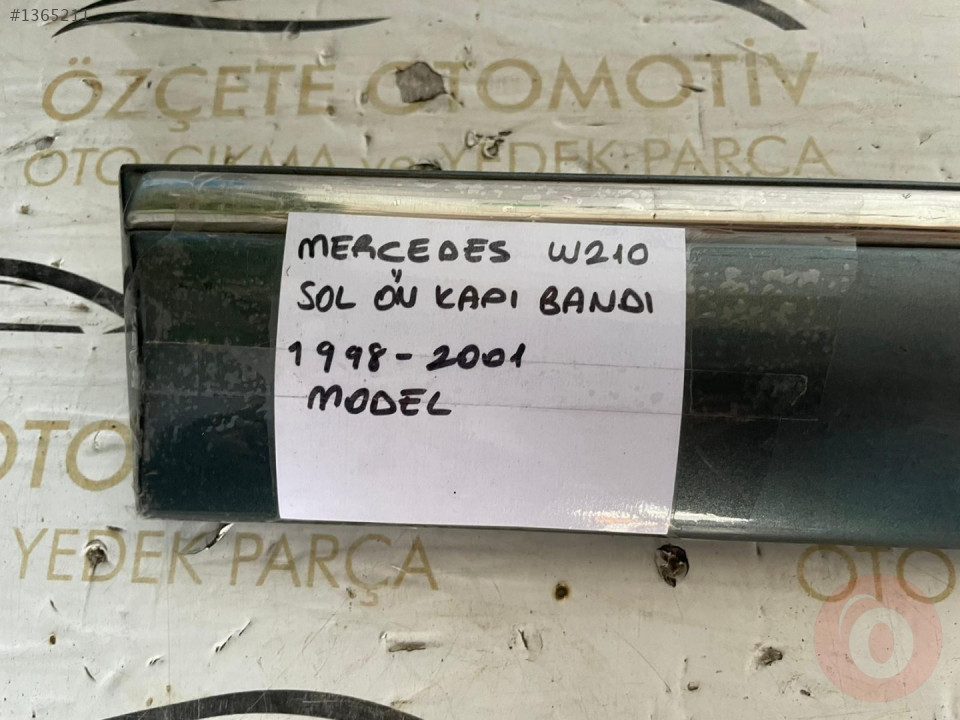 #1365211
ÖZÇETE OTOMOTİV
OTO ÇIKMA ve YEDEK PARÇA
MERCEDES W210
SOL ÖN KAPI BANDI
1998-2001
MODEL
OTO
YEDEK PARÇA
OTO